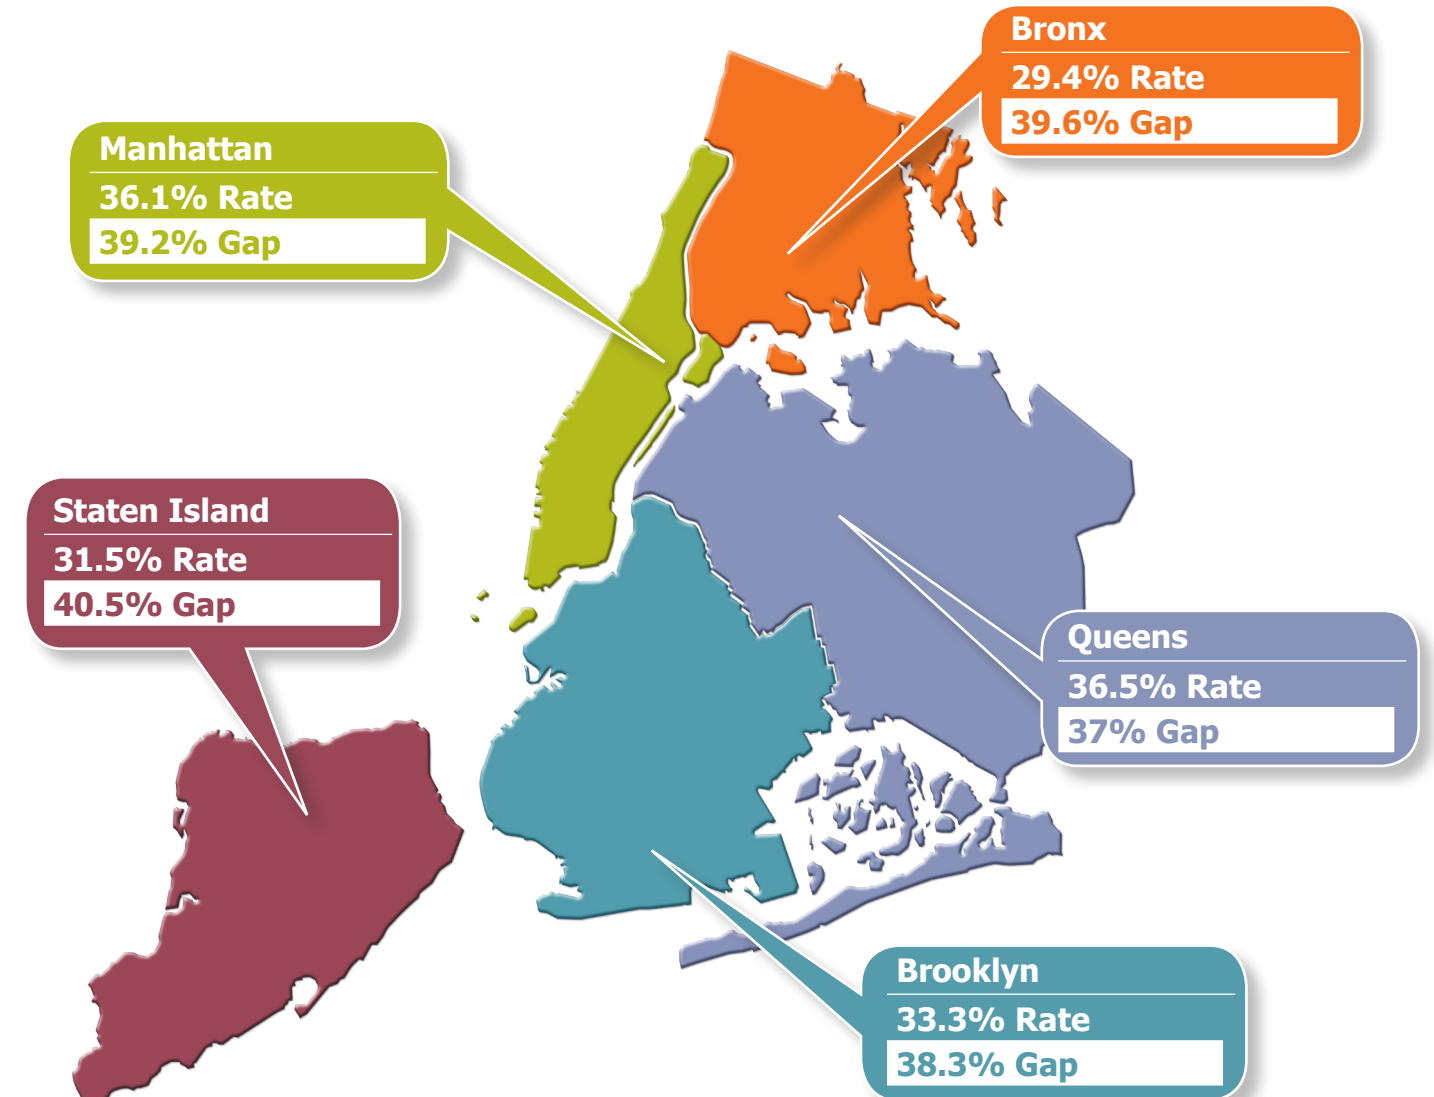 Bronx
29.4% Rate
39.6% Gap
Manhattan
36.1% Rate
39.2% Gap
Staten Island
31.5% Rate
40.5% Gap
Queens
36.5% Rate
37% Gap
Brooklyn
33.3% Rate
38.3% Gap